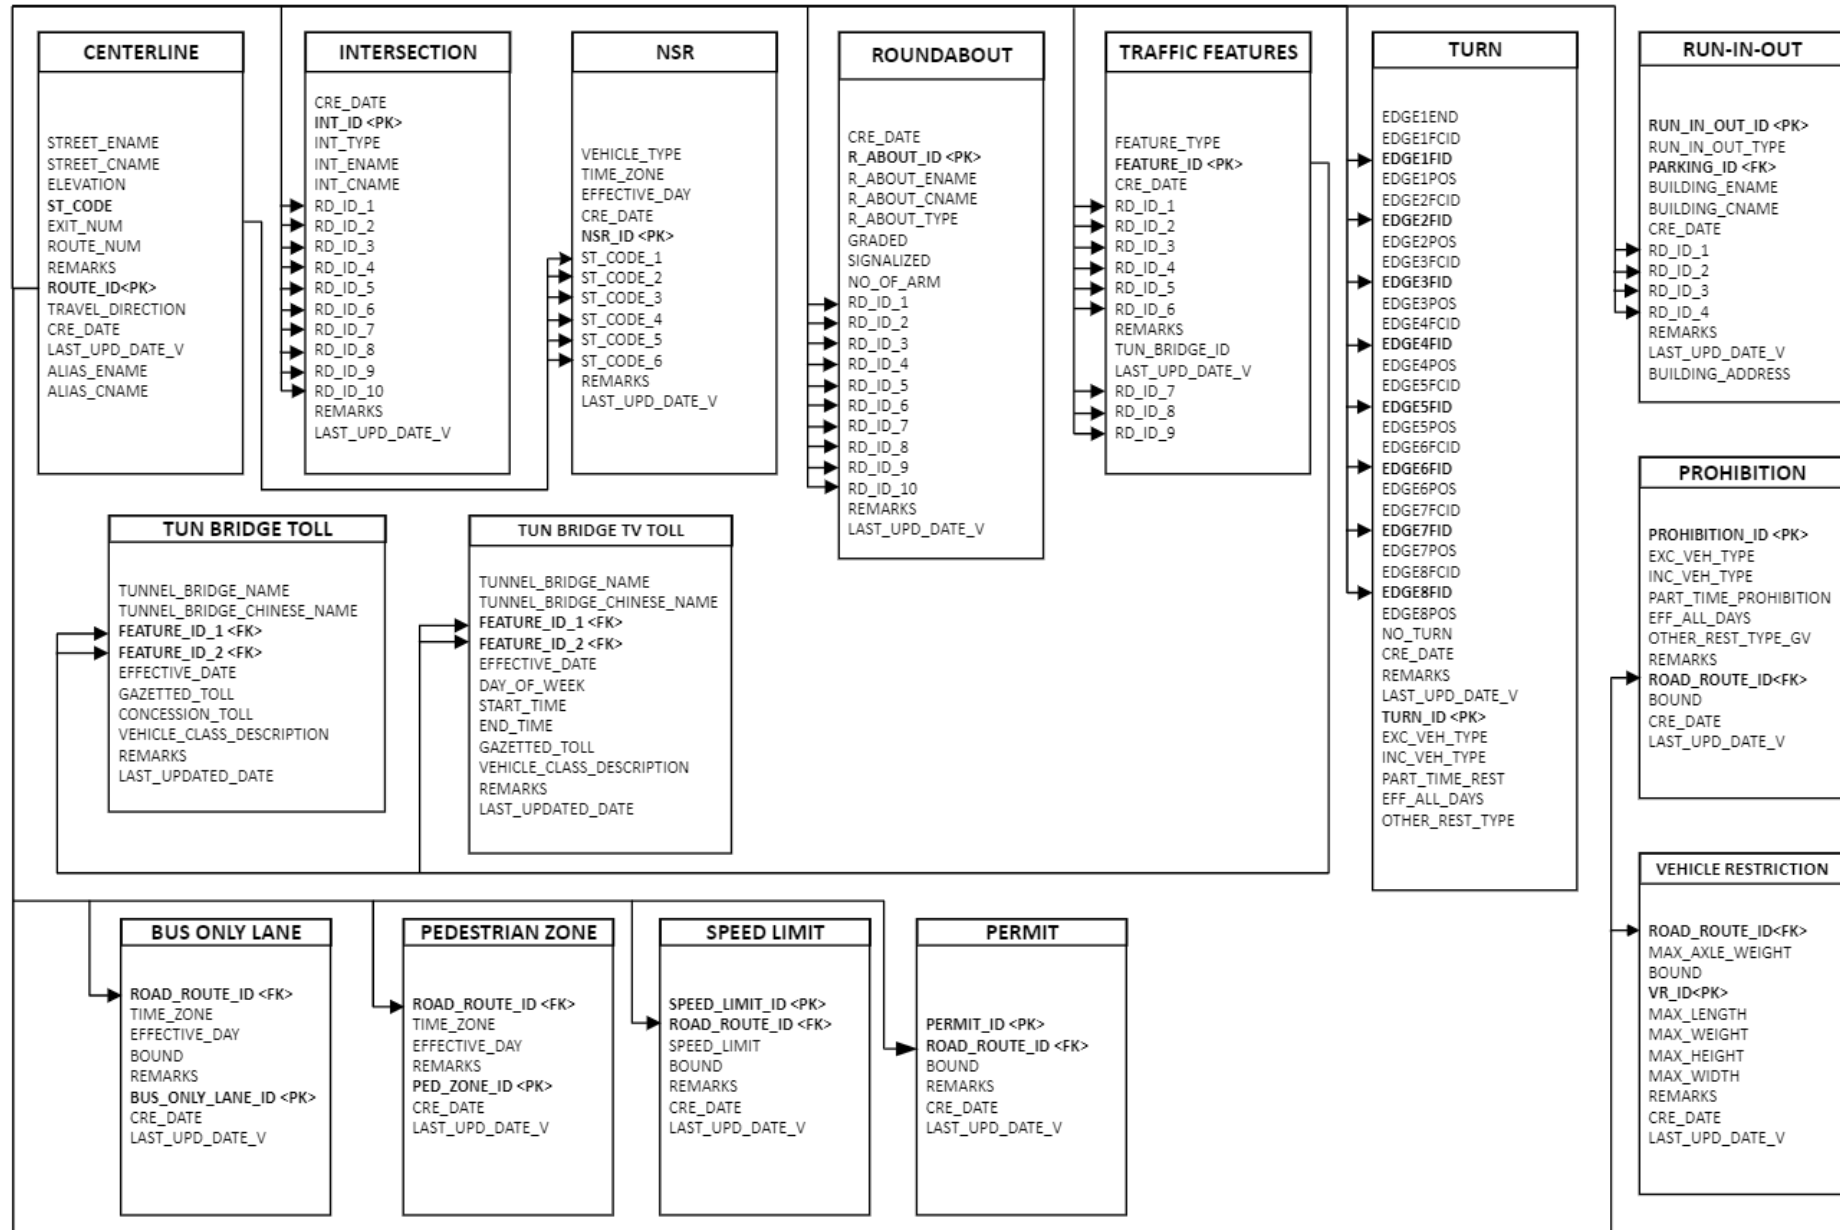 CENTERLINE
STREET_ENAME
STREET_CNAME
ELEVATION
ST_CODE
EXIT_NUM
ROUTE_NUM
REMARKS
ROUTE_ID<PK>
TRAVEL_DIRECTION
CRE_DATE
LAST_UPD_DATE_V
ALIAS_ENAME
ALIAS_CNAME
INTERSECTION
CRE_DATE
INT_ID <PK>
INT_TYPE
INT_ENAME
INT_CNAME
RD_ID_1
RD_ID_2
RD_ID_3
RD_ID_4
RD_ID_5
RD_ID_6
RD_ID_7
RD_ID_8
RD_ID_9
RD_ID_10
REMARKS
LAST_UPD_DATE_V
NSR
VEHICLE_TYPE
TIME_ZONE
EFFECTIVE_DAY
CRE_DATE
NSR_ID <PK>
ST_CODE_1
ST_CODE_2
ST_CODE_3
ST_CODE_4
ST_CODE_5
ST_CODE_6
REMARKS
LAST_UPD_DATE_V
ROUNDABOUT
CRE_DATE
R_ABOUT_ID <PK>
R_ABOUT_ENAME
R_ABOUT_CNAME
R_ABOUT_TYPE
GRADED
SIGNALIZED
NO_OF_ARM
RD_ID_1
RD_ID_2
RD_ID_3
RD_ID_4
RD_ID_5
RD_ID_6
RD_ID_7
RD_ID_8
RD_ID_9
RD_ID_10
REMARKS
LAST_UPD_DATE_V
TRAFFIC FEATURES
FEATURE_TYPE
FEATURE_ID <PK>
CRE_DATE
RD_ID_1
RD_ID_2
RD_ID_3
RD_ID_4
RD_ID_5
RD_ID_6
REMARKS
TUN_BRIDGE_ID
LAST_UPD_DATE_V
RD_ID_7
RD_ID_8
RD_ID_9
TURN
EDGE1END
EDGE1FCID
EDGE1FID
EDGE1POS
EDGE2FCID
EDGE2FID
EDGE2POS
EDGE3FCID
EDGE3FID
EDGE3POS
EDGE4FCID
EDGE4FID
EDGE4POS
EDGE5FCID
EDGE5FID
EDGE5POS
EDGE6FCID
EDGE6FID
EDGE6POS
EDGE7FCID
EDGE7FID
EDGE7POS
EDGE8FCID
EDGE8FID
EDGE8POS
NO_TURN
CRE_DATE
REMARKS
LAST_UPD_DATE_V
TURN_ID <PK>
EXC_VEH_TYPE
INC_VEH_TYPE
PART_TIME_REST
EFF_ALL_DAYS
OTHER_REST_TYPE
RUN-IN-OUT
RUN_IN_OUT_ID <PK>
RUN_IN_OUT_TYPE
PARKING_ID <FK>
BUILDING_ENAME
BUILDING_CNAME
CRE_DATE
RD_ID_1
RD_ID_2
RD_ID_3
RD_ID_4
REMARKS
LAST_UPD_DATE_V
BUILDING_ADDRESS
PROHIBITION
PROHIBITION_ID <PK>
EXC_VEH_TYPE
INC_VEH_TYPE
PART_TIME_PROHIBITION
EFF_ALL_DAYS
OTHER_REST_TYPE_GV
REMARKS
ROAD_ROUTE_ID<FK>
BOUND
CRE_DATE
LAST_UPD_DATE_V
TUN BRIDGE TOLL
TUNNEL_BRIDGE_NAME
TUNNEL_BRIDGE_CHINESE_NAME
FEATURE_ID_1 <FK>
FEATURE_ID_2 <FK>
EFFECTIVE_DATE
GAZETTED_TOLL
CONCESSION_TOLL
VEHICLE_CLASS_DESCRIPTION
REMARKS
LAST_UPDATED_DATE
TUN BRIDGE TV TOLL
TUNNEL_BRIDGE_NAME
TUNNEL_BRIDGE_CHINESE_NAME
FEATURE_ID_1 <FK>
FEATURE_ID_2 <FK>
EFFECTIVE_DATE
DAY_OF_WEEK
START_TIME
END_TIME
GAZETTED_TOLL
VEHICLE_CLASS_DESCRIPTION
REMARKS
LAST_UPDATED_DATE
VEHICLE RESTRICTION
ROAD_ROUTE_ID<FK>
MAX_AXLE_WEIGHT
BOUND
VR_ID<PK>
MAX_LENGTH
MAX_WEIGHT
MAX_HEIGHT
MAX_WIDTH
REMARKS
CRE_DATE
LAST_UPD_DATE_V
BUS ONLY LANE
ROAD_ROUTE_ID <FK>
TIME_ZONE
EFFECTIVE_DAY
BOUND
REMARKS
BUS_ONLY_LANE_ID <PK>
CRE_DATE
LAST_UPD_DATE_V
PEDESTRIAN ZONE
ROAD_ROUTE_ID <FK>
TIME_ZONE
EFFECTIVE_DAY
REMARKS
PED_ZONE_ID <PK>
CRE_DATE
LAST_UPD_DATE_V
SPEED LIMIT
SPEED_LIMIT_ID <PK>
ROAD_ROUTE_ID <FK>
SPEED_LIMIT
BOUND
REMARKS
CRE_DATE
LAST_UPD_DATE_V
PERMIT
PERMIT_ID <PK>
ROAD_ROUTE_ID <FK>
BOUND
REMARKS
CRE_DATE
LAST_UPD_DATE_V